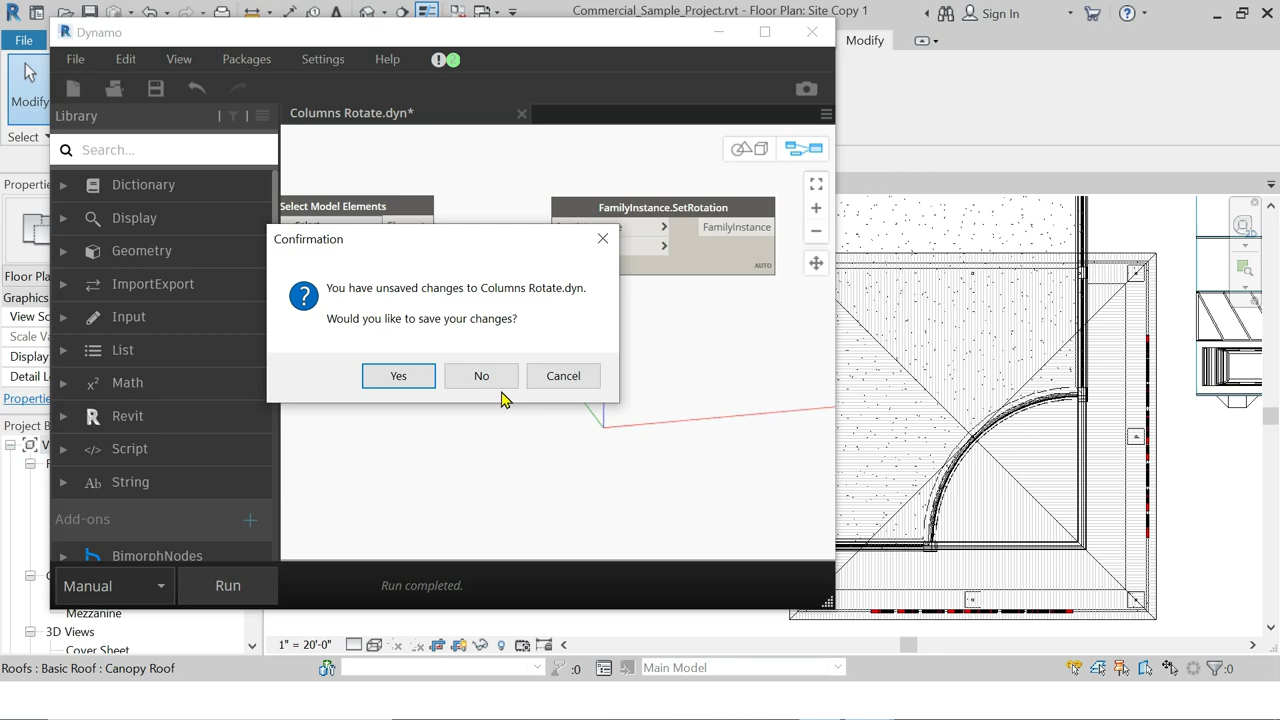 Commercial_Sample_Project.rvt - Floor Plan: Site Copy 1
Sign In
File
Modify
Modify
Select
Dynamo
File Edit View Packages Settings Help
Library
Columns Rotate.dyn*
Search...
Dictionary
Display
Geometry
ImportExport
Input
List
Math
Revit
Script
String
Add-ons
BimorphNodes
Select Model Elements
FamilyInstance.SetRotation
FamilyInstance
AUTO
Confirmation
You have unsaved changes to Columns Rotate.dyn.
Would you like to save your changes?
Yes No Cancel
Manual
Run
Run completed.
Properti
Floor Pla
Graphics
View Sc
Scale Va
Display
Detail L
Propertie
Project B
Mezzanine
3D Views
Cover Sheet
1" = 20'-0"
Roofs : Basic Roof : Canopy Roof
:0
Main Model
:0